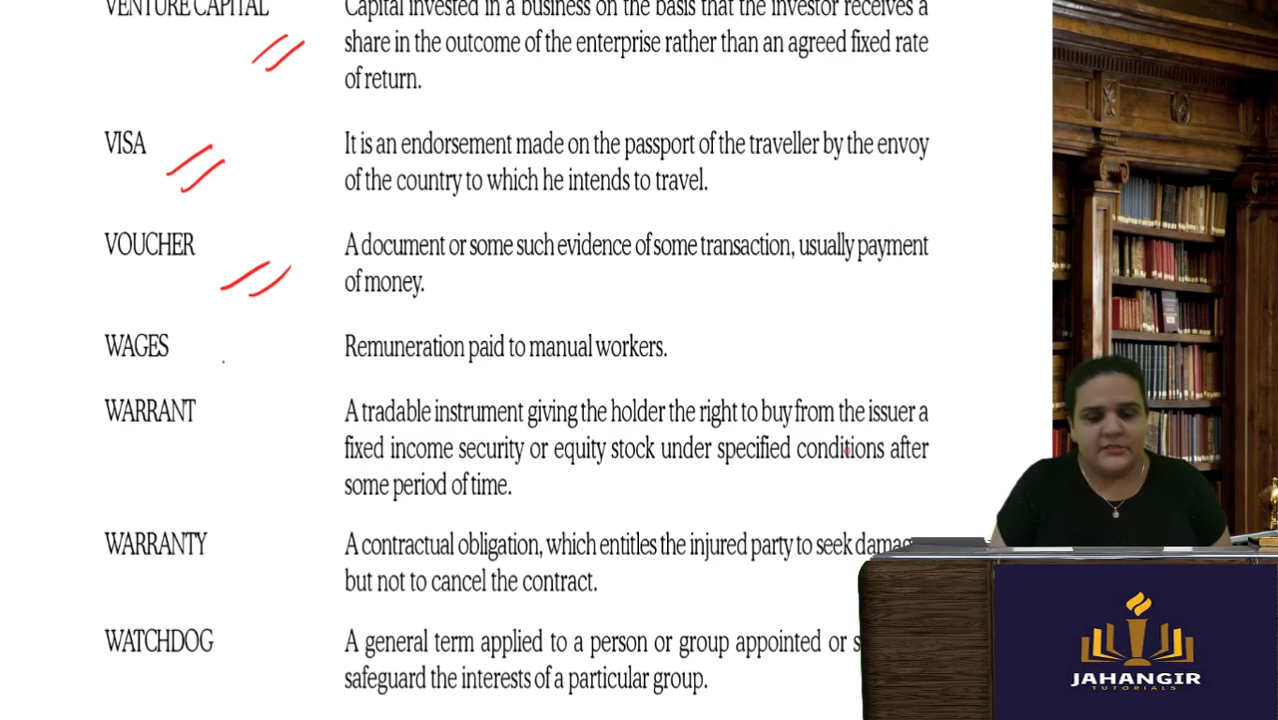 VENTURE CAPITAL Capital invested in a business on the basis that the investor receives a
share in the outcome of the enterprise rather than an agreed fixed rate
of return.
VISA It is an endorsement made on the passport of the traveller by the envoy
of the country to which he intends to travel.
VOUCHER A document or some such evidence of some transaction, usually payment
of money.
WAGES Remuneration paid to manual workers.
WARRANT A tradable instrument giving the holder the right to buy from the issuer a
fixed income security or equity stock under specified conditions after
some period of time.
WARRANTY A contractual obligation, which entitles the injured party to seek
but not to cancel the contract.
WATCHDOG A general term applied to a person or group appointed or
safeguard the interests of a particular group.
JAHANGIR
TUTORIALS